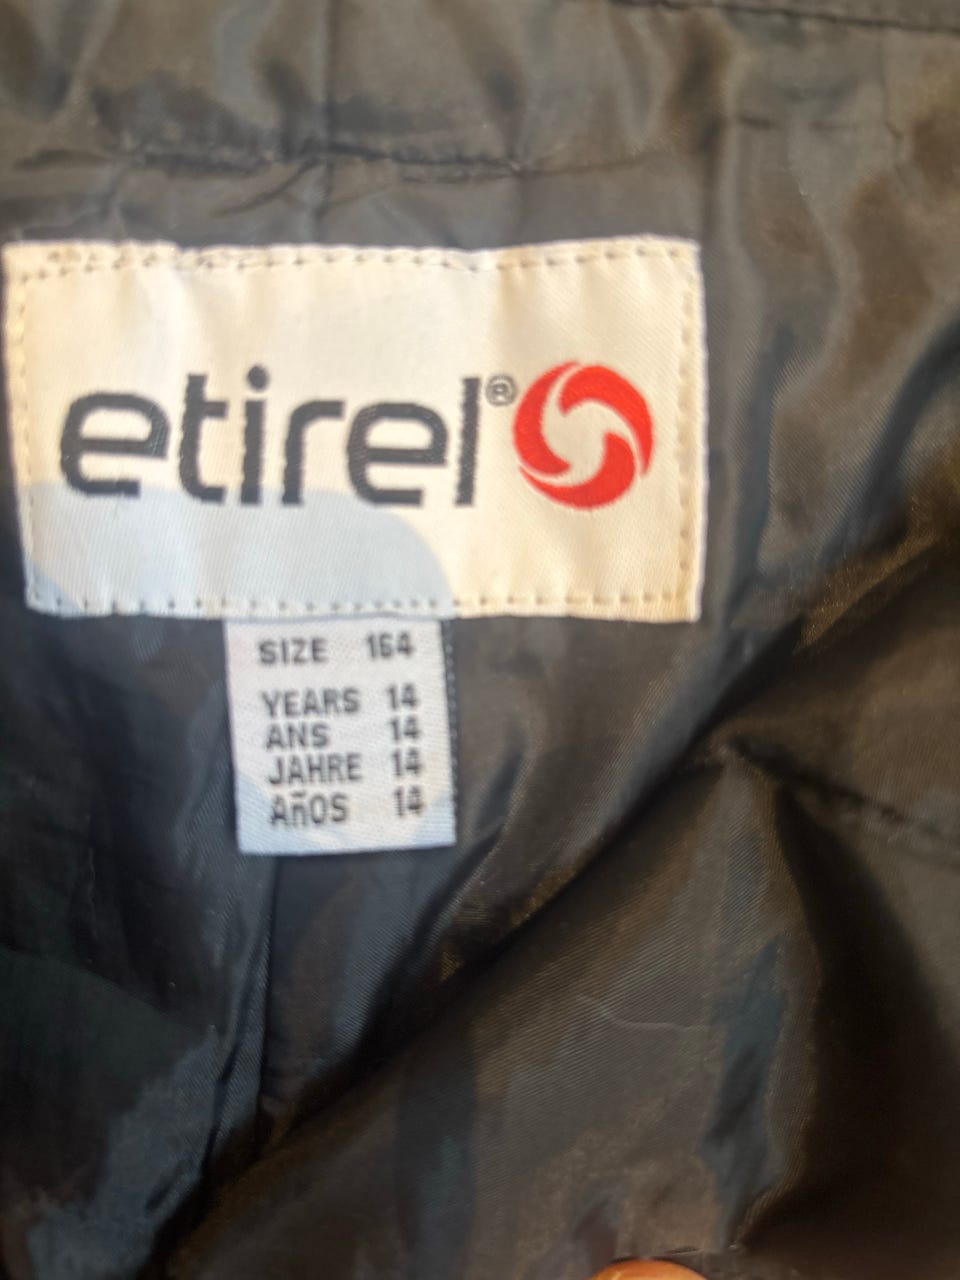 etirel®
SIZE 164
YEARS 14
ANS 14
JAHRE 14
AñOS 14